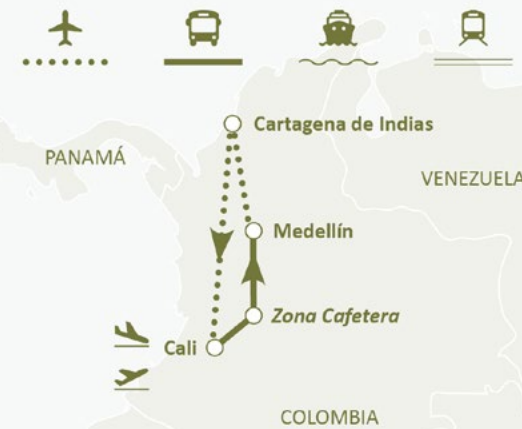 Cartagena de Indias
PANAMÁ
VENEZUELA
Medellín
Zona Cafetera
Cali
COLOMBIA